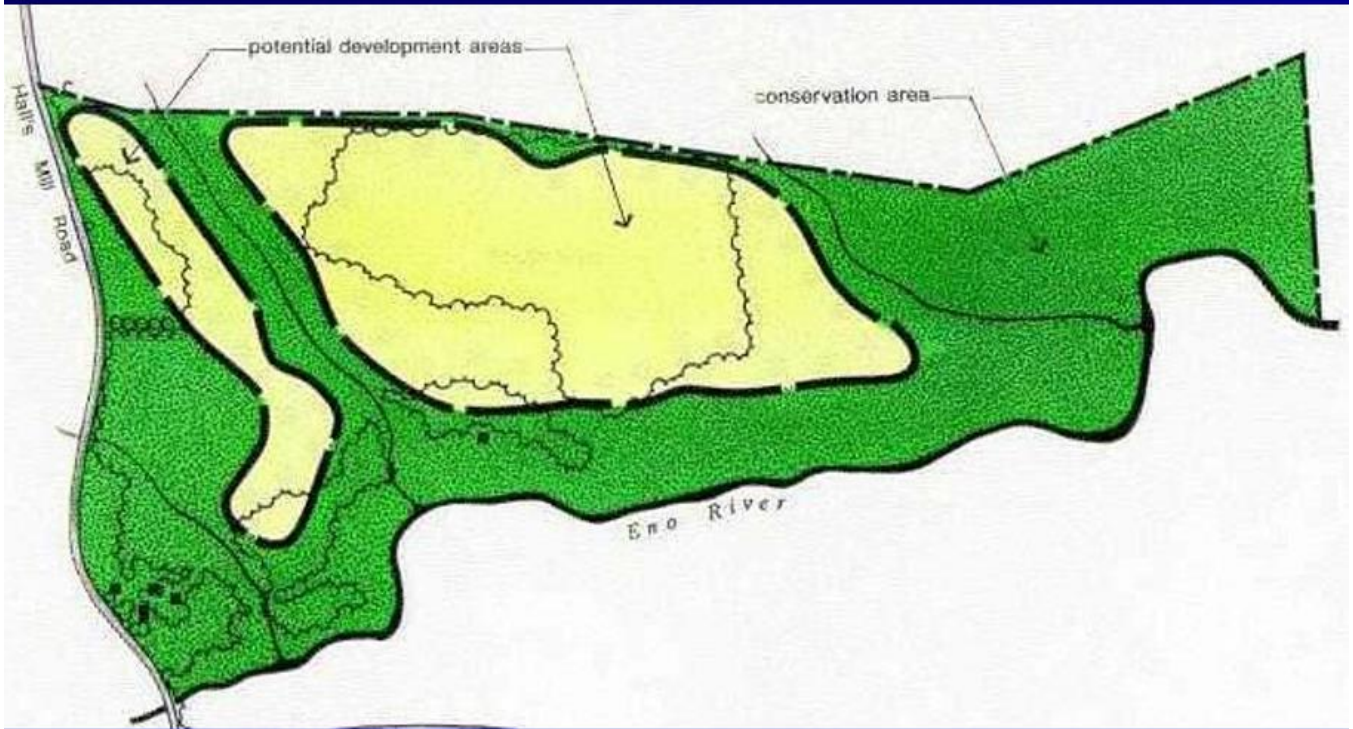 potential development areas
conservation area
Hall's Mill Road
Eno River